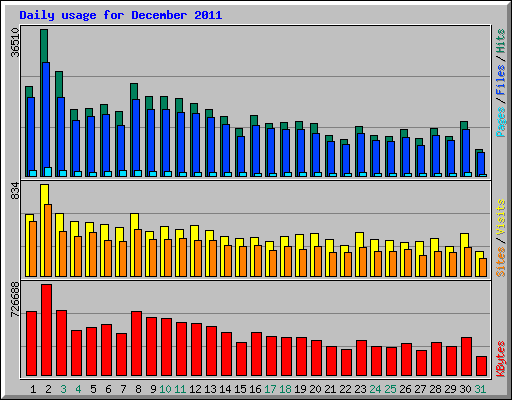 Daily usage for December 2011
36510
Pages / Files / Hits
834
Sites / Visits
726688
KBytes
1 2 3 4 5 6 7 8 9 10 11 12 13 14 15 16 17 18 19 20 21 22 23 24 25 26 27 28 29 30 31